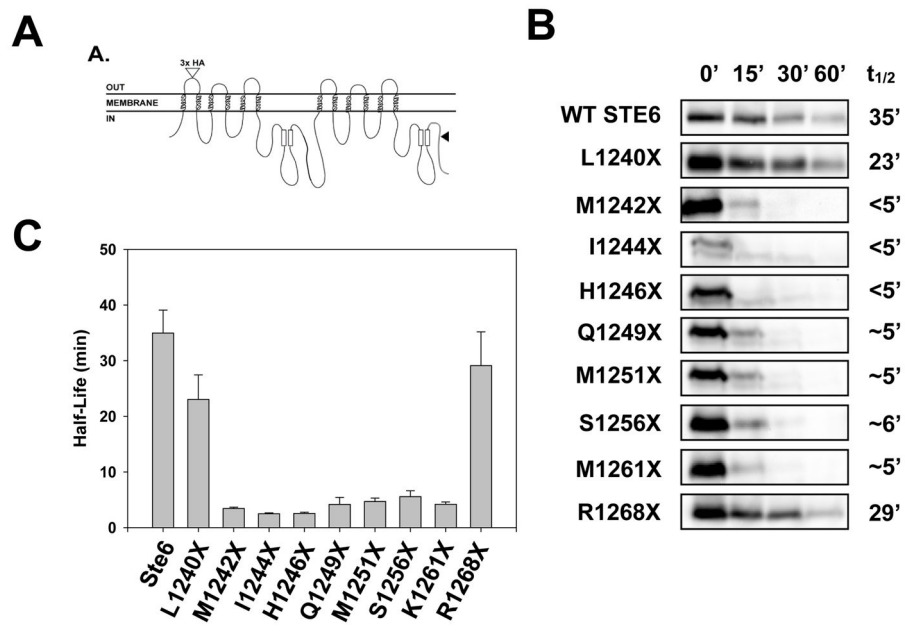 A
A.
3x HA
OUT
MEMBRANE
IN
B
0' 15' 30' 60' t1/2
WT STE6 35'
L1240X 23'
M1242X <5'
I1244X <5'
H1246X <5'
Q1249X ~5'
M1251X ~5'
S1256X ~6'
M1261X ~5'
R1268X 29'
C
Half-Life (min)
50
40
30
20
10
0
Ste6
L1240X
M1242X
I1244X
H1246X
Q1249X
M1251X
S1256X
K1261X
R1268X